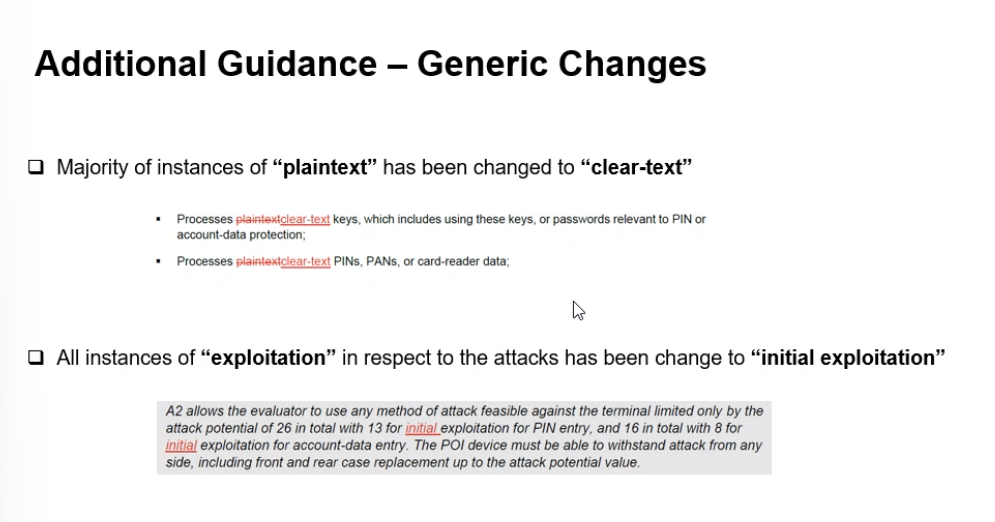 Additional Guidance – Generic Changes
❑ Majority of instances of “plaintext” has been changed to “clear-text”
▪ Processes plaintextclear-text keys, which includes using these keys, or passwords relevant to PIN or
account-data protection;
▪ Processes plaintextclear-text PINs, PANs, or card-reader data;
❑ All instances of “exploitation” in respect to the attacks has been change to “initial exploitation”
A2 allows the evaluator to use any method of attack feasible against the terminal limited only by the
attack potential of 26 in total with 13 for initial exploitation for PIN entry, and 16 in total with 8 for
initial exploitation for account-data entry. The POI device must be able to withstand attack from any
side, including front and rear case replacement up to the attack potential value.